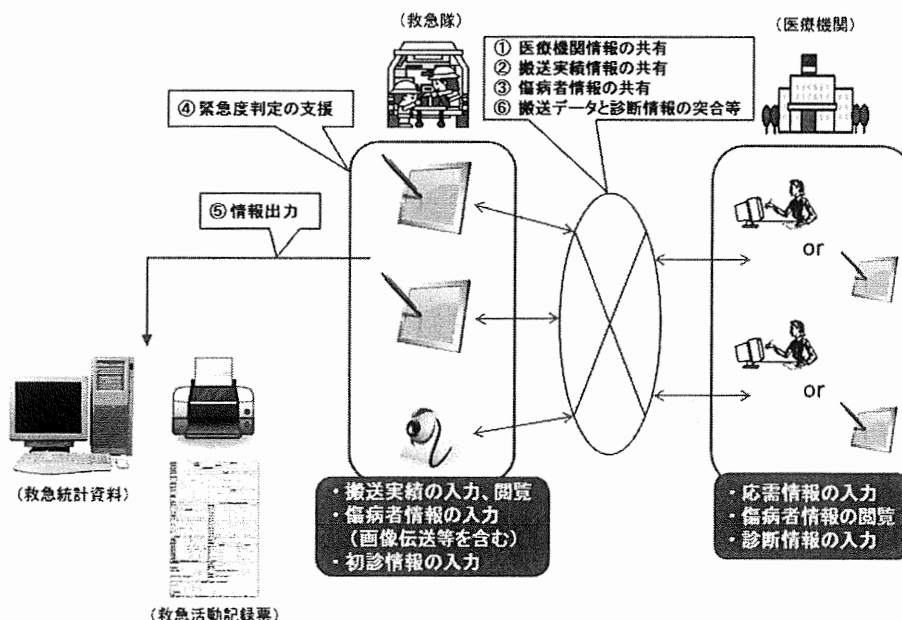 (救急隊)
① 医療機関情報の共有
② 搬送実績情報の共有
③ 傷病者情報の共有
⑥ 搬送データと診断情報の突合等
(医療機関)
④ 緊急度判定の支援
⑤ 情報出力
or
or
(救急統計資料)
(救急活動記録票)
・搬送実績の入力、閲覧
・傷病者情報の入力
(画像伝送等を含む)
・初診情報の入力
・応需情報の入力
・傷病者情報の閲覧
・診断情報の入力